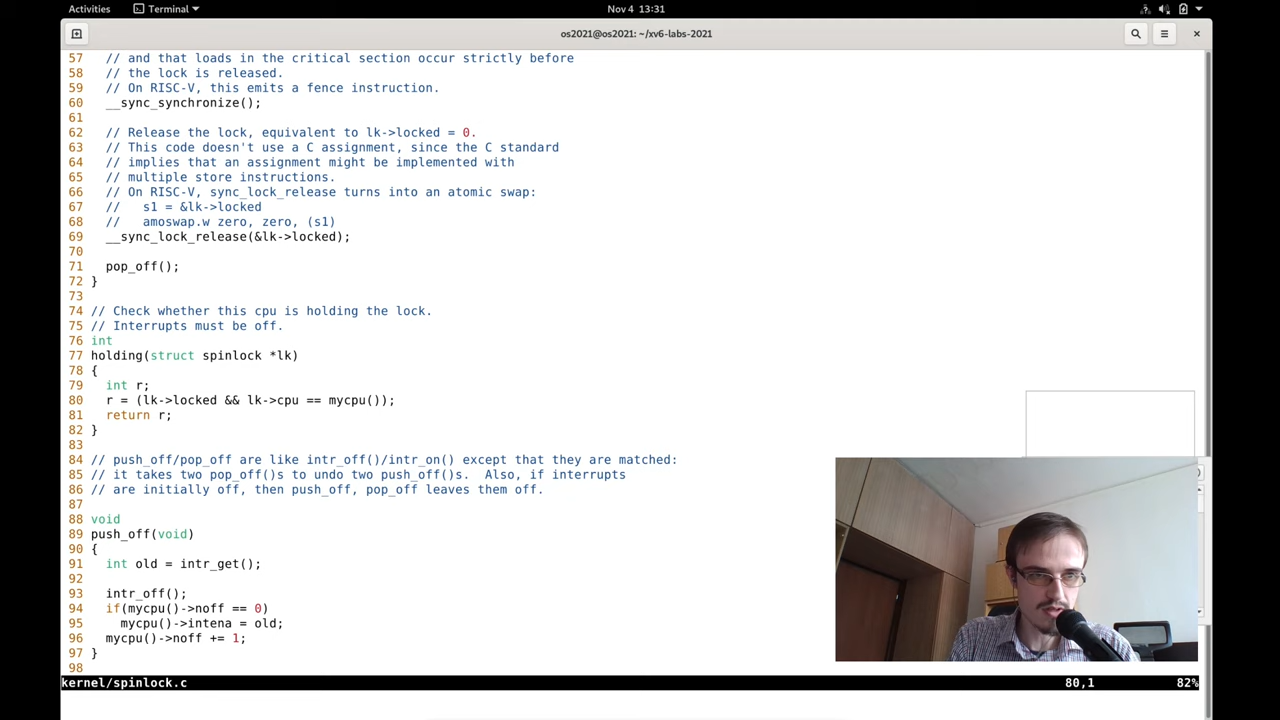 Activities
Terminal
Nov 4 13:31
os2021@os2021: ~/xv6-labs-2021
57 // and that loads in the critical section occur strictly before
58 // the lock is released.
59 // On RISC-V, this emits a fence instruction.
60 __sync_synchronize();
61
62 // Release the lock, equivalent to lk->locked = 0.
63 // This code doesn't use a C assignment, since the C standard
64 // implies that an assignment might be implemented with
65 // multiple store instructions.
66 // On RISC-V, sync_lock_release turns into an atomic swap:
67 // s1 = &lk->locked
68 // amoswap.w zero, zero, (s1)
69 __sync_lock_release(&lk->locked);
70
71 pop_off();
72 }
73
74 // Check whether this cpu is holding the lock.
75 // Interrupts must be off.
76 int
77 holding(struct spinlock *lk)
78 {
79 int r;
80 r = (lk->locked && lk->cpu == mycpu());
81 return r;
82 }
83
84 // push_off/pop_off are like intr_off()/intr_on() except that they are matched:
85 // it takes two pop_off()s to undo two push_off()s. Also, if interrupts
86 // are initially off, then push_off, pop_off leaves them off.
87
88 void
89 push_off(void)
90 {
91 int old = intr_get();
92
93 intr_off();
94 if(mycpu()->noff == 0)
95 mycpu()->intena = old;
96 mycpu()->noff += 1;
97 }
98
kernel/spinlock.c 80,1 82%